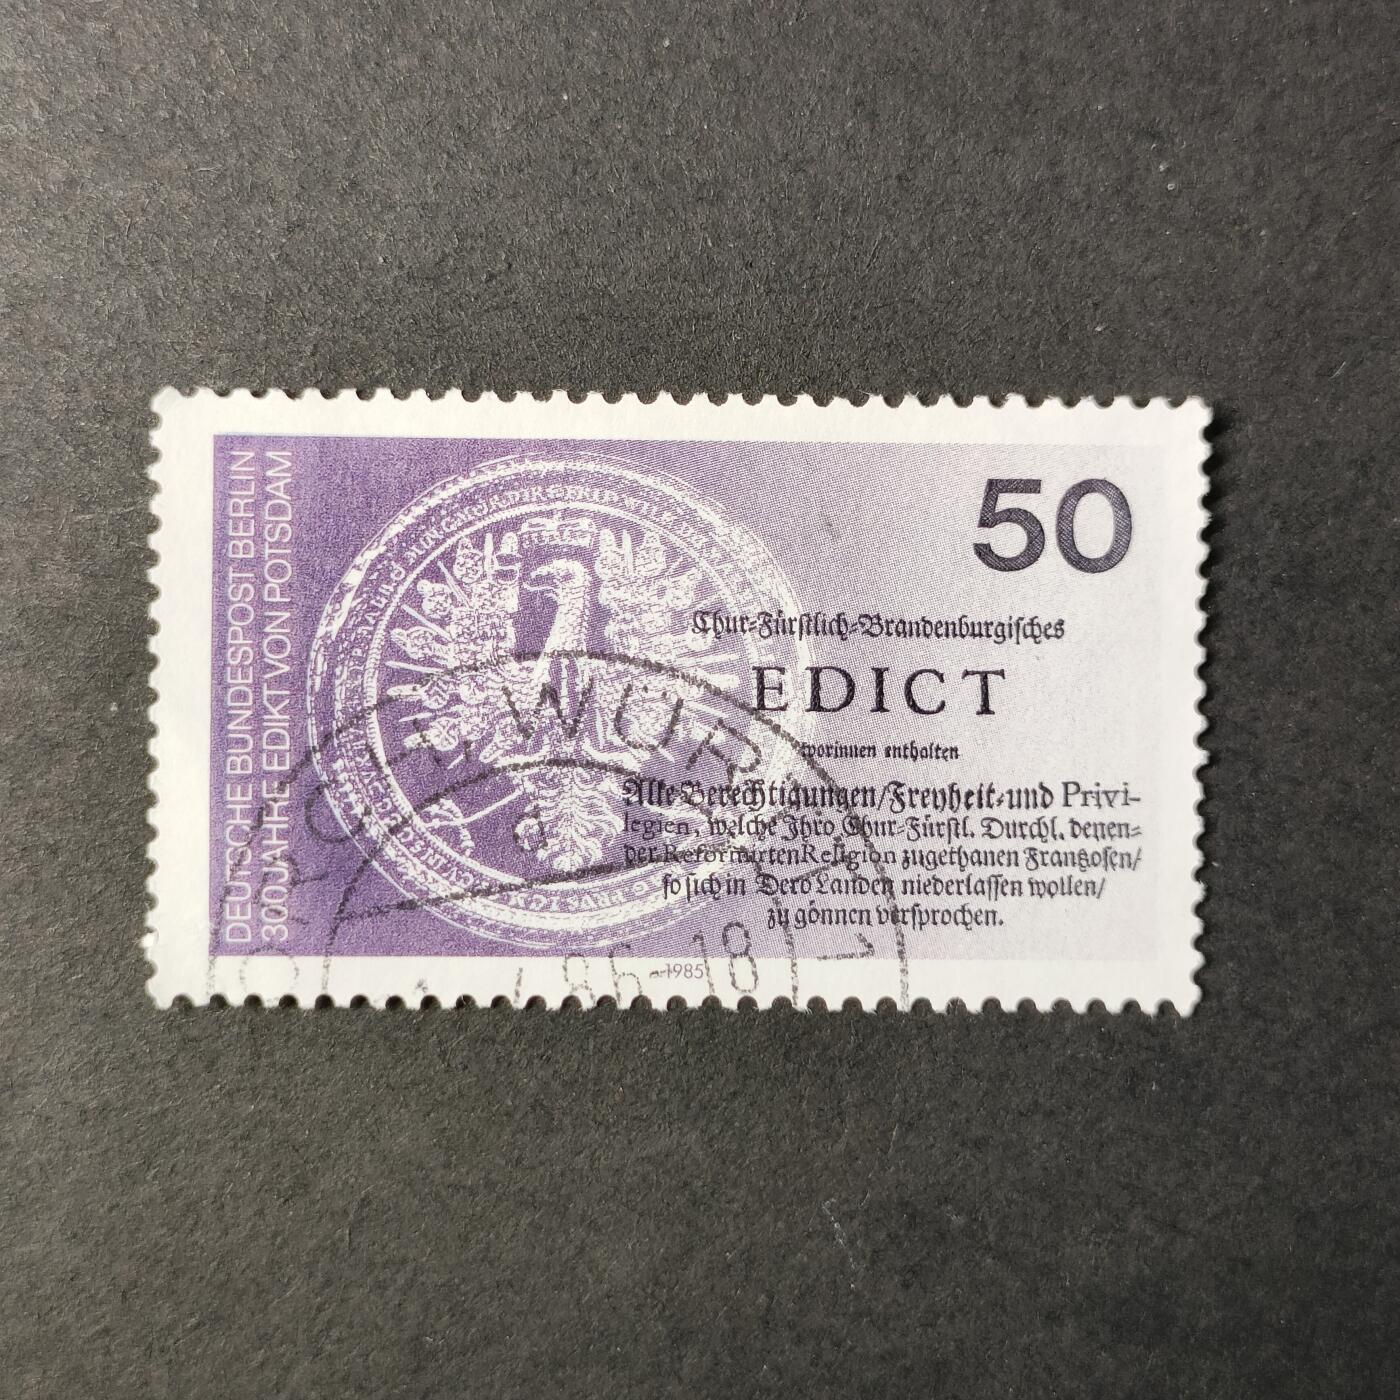 DEUTSCHE BUNDESPOST BERLIN
300 JAHRE EDIKT VON POTSDAM
50
Chur-Fürstlich-Brandenburgisches
EDICT
worinnen enthalten
Alle Berechtigungen/Freyheit-und Privi-
legien, welche Ihro Chur-Fürstl. Durchl. denen-
der Reformirten Religion zugethanen Frantzosen/
so sich in Dero Landen niederlassen wollen/
zu gönnen versprochen.
1985
WÜR
86-18